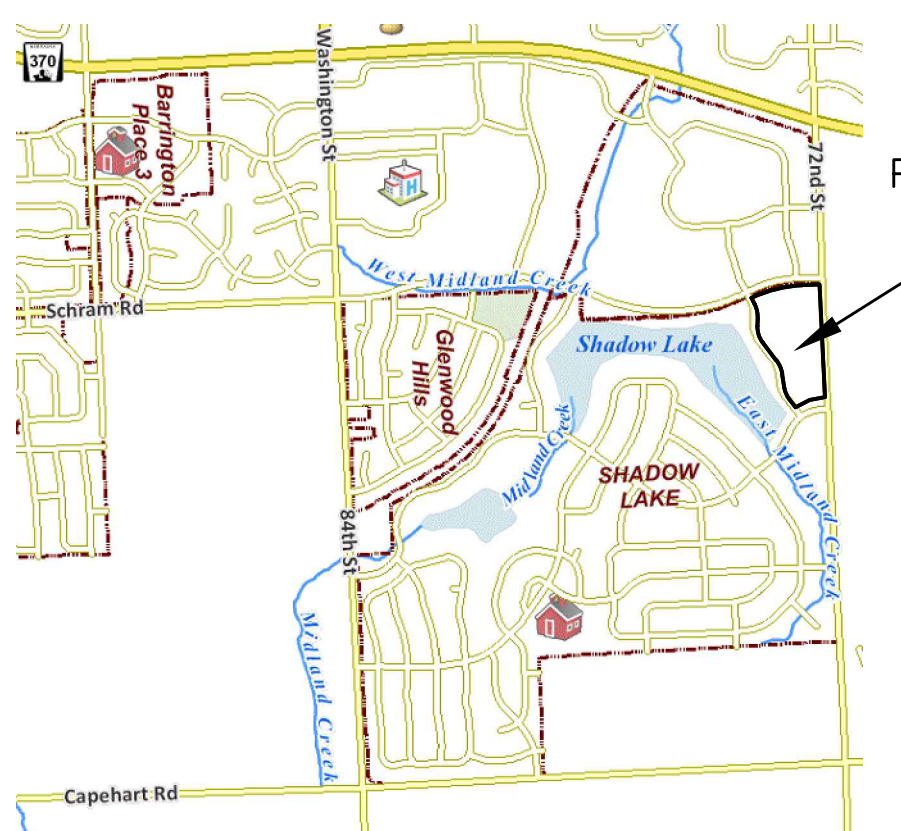 NEBRASKA
370
Washington St
Barrington
Place 3
H
72nd St
P
West Midland Creek
Schram Rd
Shadow Lake
Glenwood
Hills
East Midland Creek
Midland Creek
SHADOW
LAKE
84th St
Midland Creek
Capehart Rd